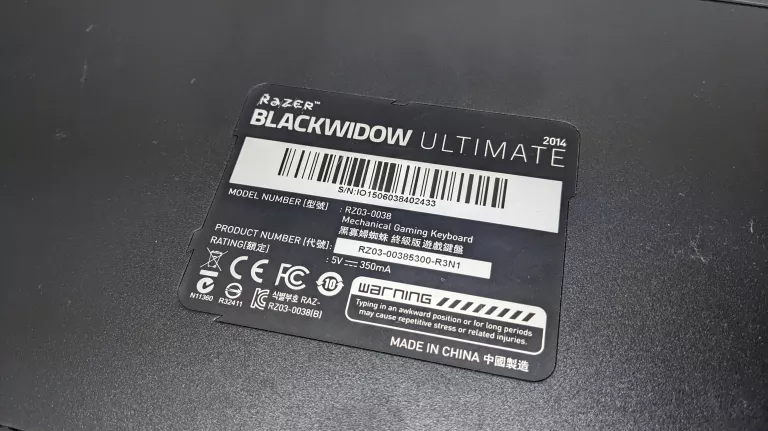 RAZER™
BLACKWIDOW ULTIMATE 2014
S/N:IO1506038402433
MODEL NUMBER [型號] : RZ03-0038
Mechanical Gaming Keyboard
黑寡婦蜘蛛 終級版 遊戲鍵盤
PRODUCT NUMBER [代號]: RZ03-00385300-R3N1
RATING[額定] : 5V⎓350mA
CE FC 10
N11360 R32411 식별부호 RAZ-
RZ03-0038(B)
warning
Typing in an awkward position or for long periods
may cause repetitive stress or related injuries.
MADE IN CHINA 中國製造